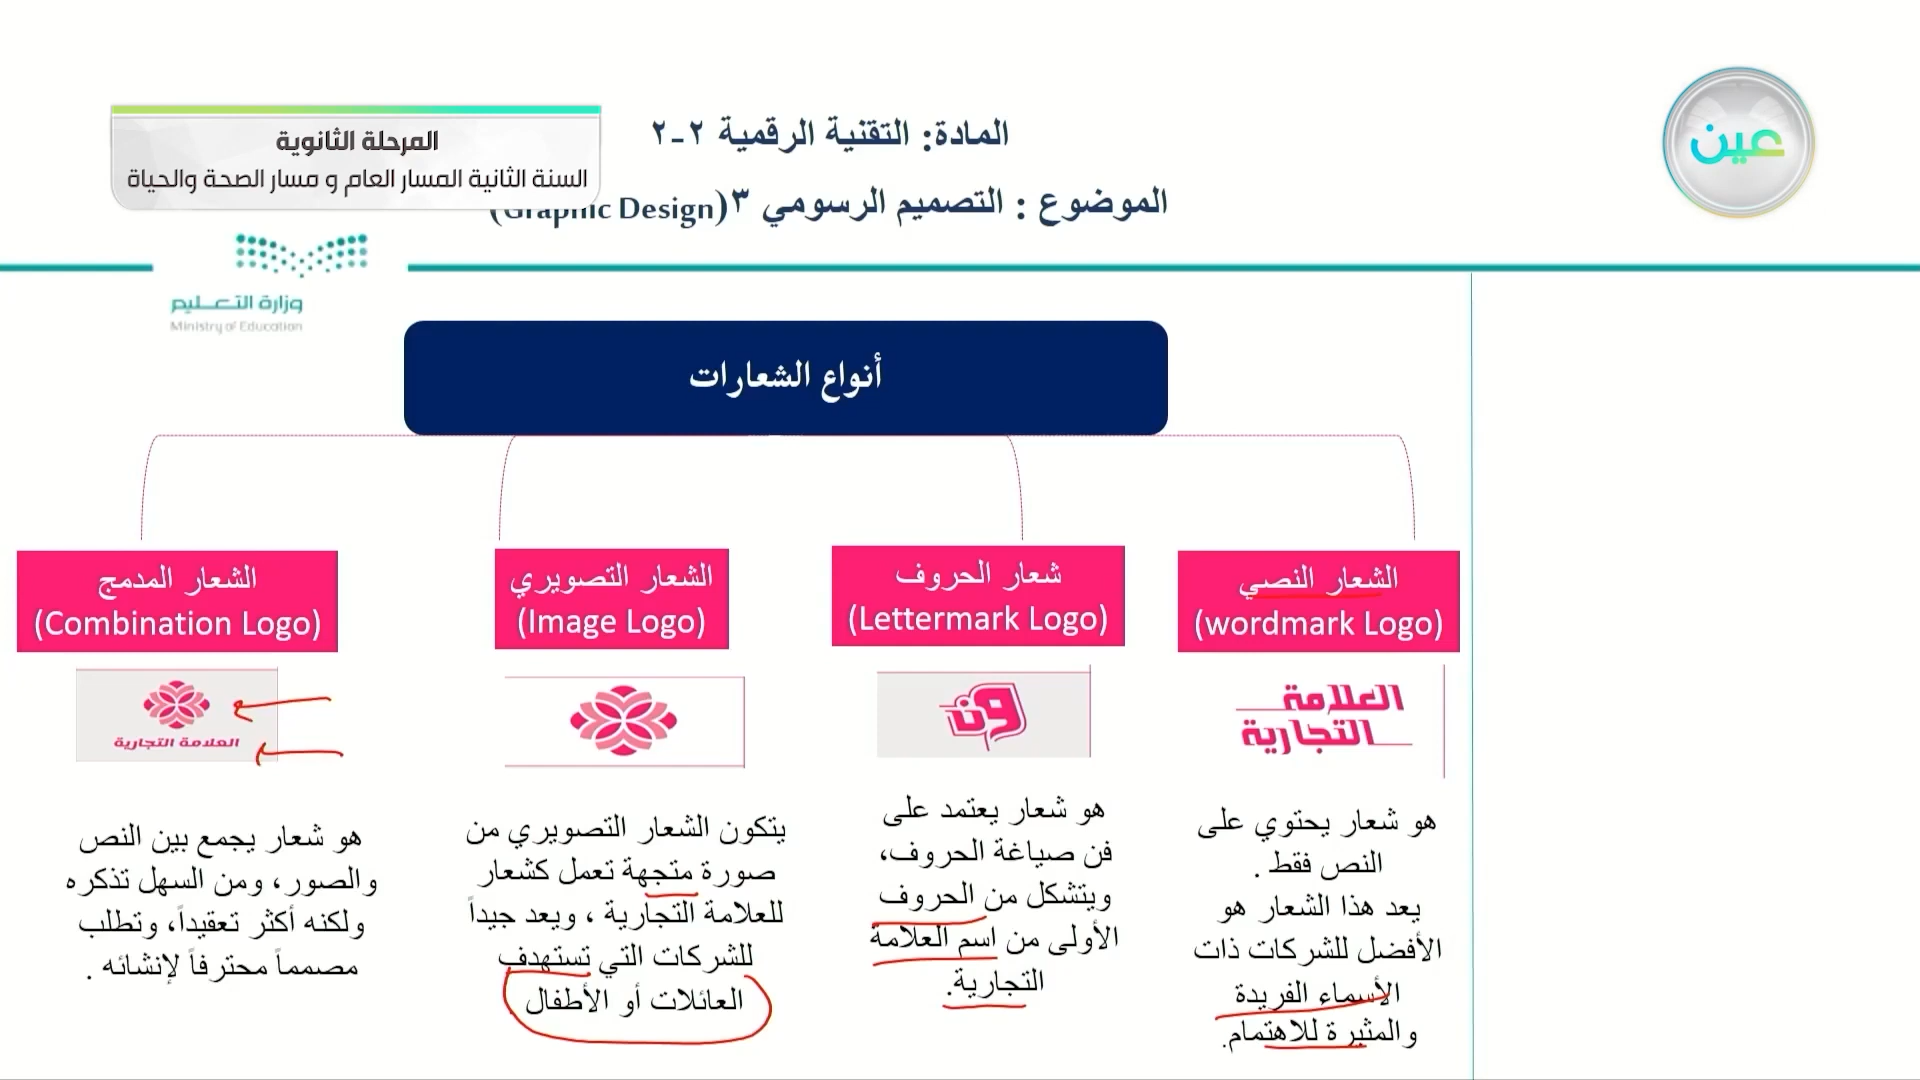 المرحلة الثانوية
السنة الثانية المسار العام و مسار الصحة والحياة
المادة: التقنية الرقمية ٢-٢
الموضوع : التصميم الرسومي ٣(Graphic Design)
عين
وزارة التعليم
Ministry of Education
أنواع الشعارات
الشعار النصي
(wordmark Logo)
العلامة
التجارية
هو شعار يحتوي على
النص فقط .
يعد هذا الشعار هو
الأفضل للشركات ذات
الأسماء الفريدة
والمثيرة للاهتمام.
شعار الحروف
(Lettermark Logo)
ون
هو شعار يعتمد على
فن صياغة الحروف،
ويتشكل من الحروف
الأولى من اسم العلامة
التجارية.
الشعار التصويري
(Image Logo)
يتكون الشعار التصويري من
صورة متجهة تعمل كشعار
للعلامة التجارية ، ويعد جيداً
للشركات التي تستهدف
العائلات أو الأطفال
الشعار المدمج
(Combination Logo)
العلامة التجارية
هو شعار يجمع بين النص
والصور، ومن السهل تذكره
ولكنه أكثر تعقيداً، وتطلب
مصمماً محترفاً لإنشائه .